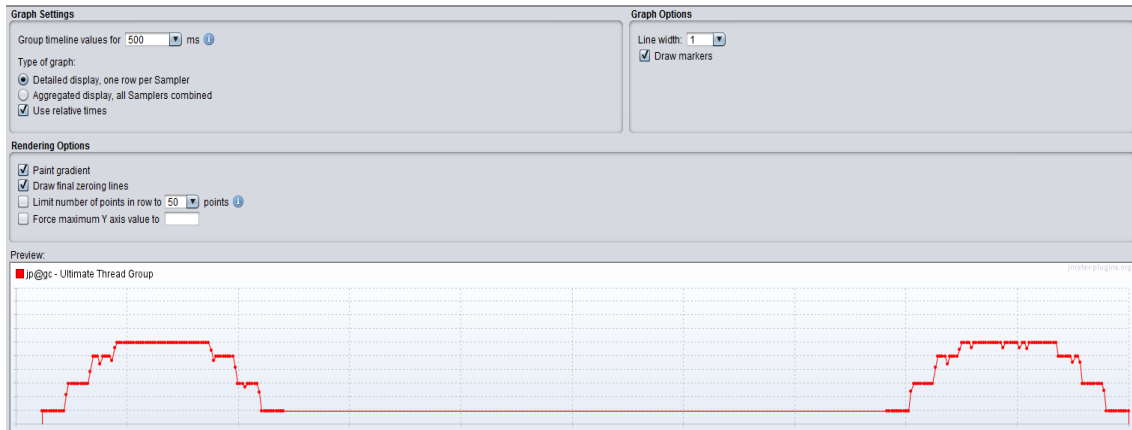 Graph Settings
Group timeline values for 500 ms
Type of graph:
Detailed display, one row per Sampler
Aggregated display, all Samplers combined
Use relative times
Graph Options
Line width: 1
Draw markers
Rendering Options
Paint gradient
Draw final zeroing lines
Limit number of points in row to 50 points
Force maximum Y axis value to
Preview:
jp@gc - Ultimate Thread Group
jmeter-plugins.org